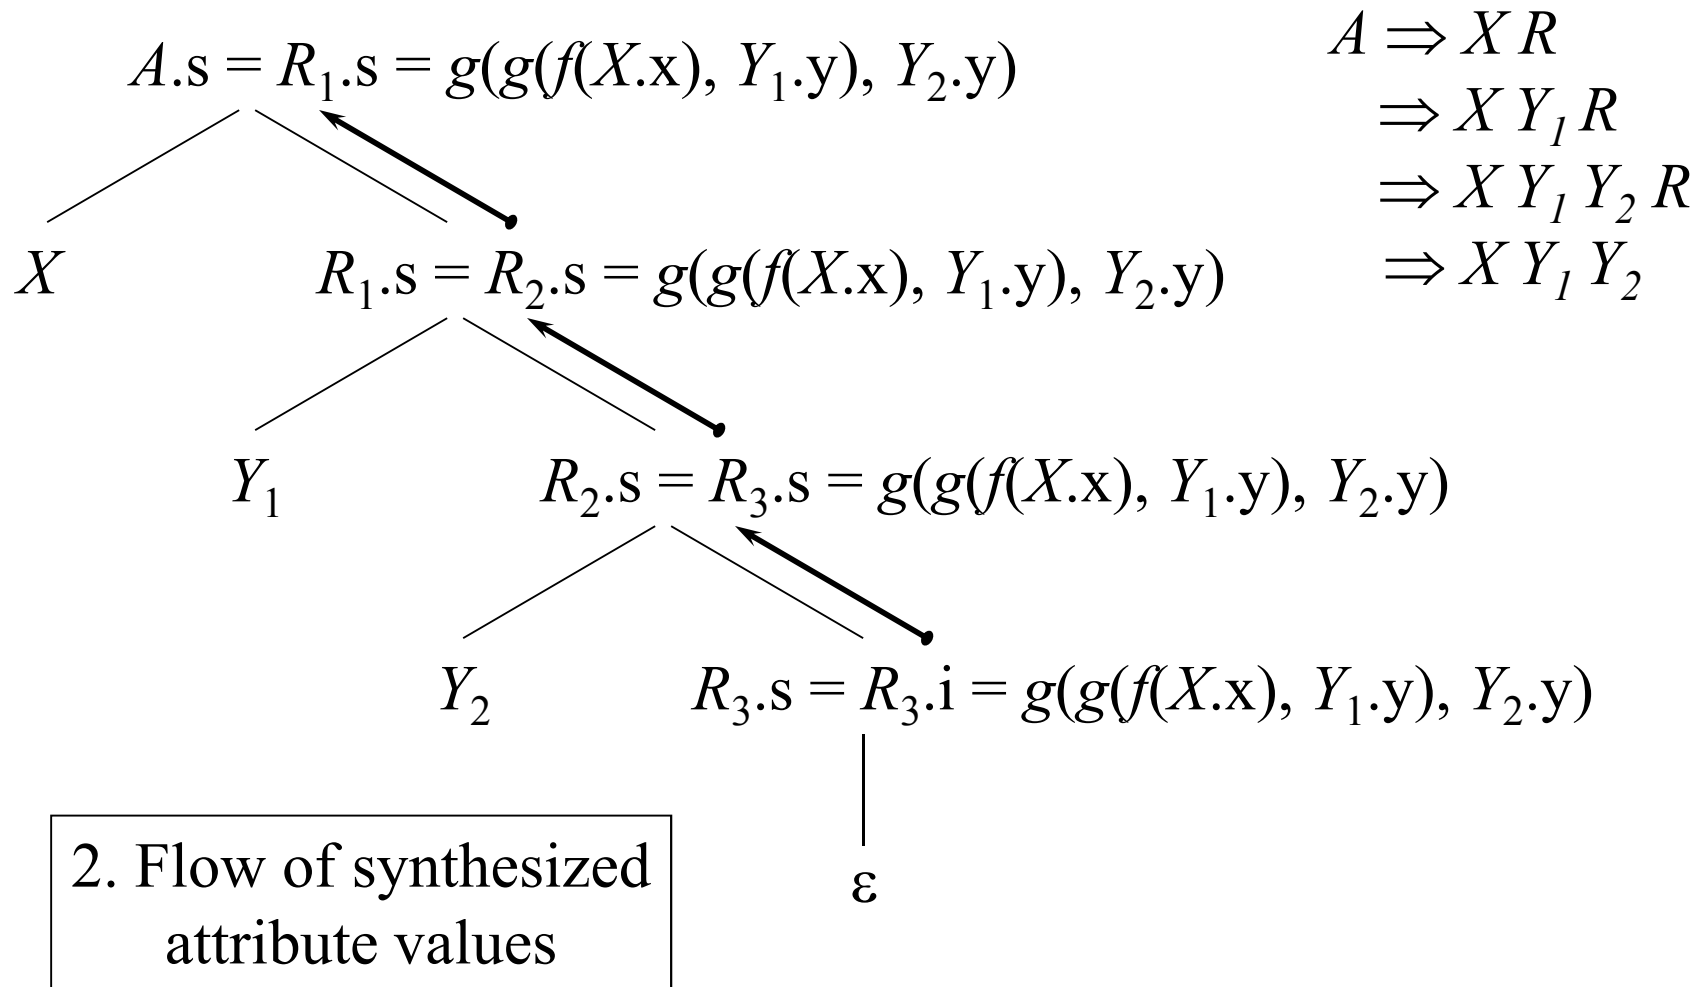 A.s = R₁.s = g(g(f(X.x), Y₁.y), Y₂.y)
A ⇒ X R
⇒ X Y₁ R
⇒ X Y₁ Y₂ R
⇒ X Y₁ Y₂
X
R₁.s = R₂.s = g(g(f(X.x), Y₁.y), Y₂.y)
Y₁
R₂.s = R₃.s = g(g(f(X.x), Y₁.y), Y₂.y)
Y₂
R₃.s = R₃.i = g(g(f(X.x), Y₁.y), Y₂.y)
ε
2. Flow of synthesized
attribute values